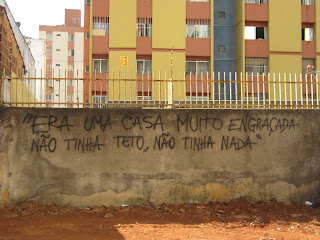 "ERA UMA CASA MUITO ENGRAÇADA
NÃO TINHA TETO, NÃO TINHA NADA"